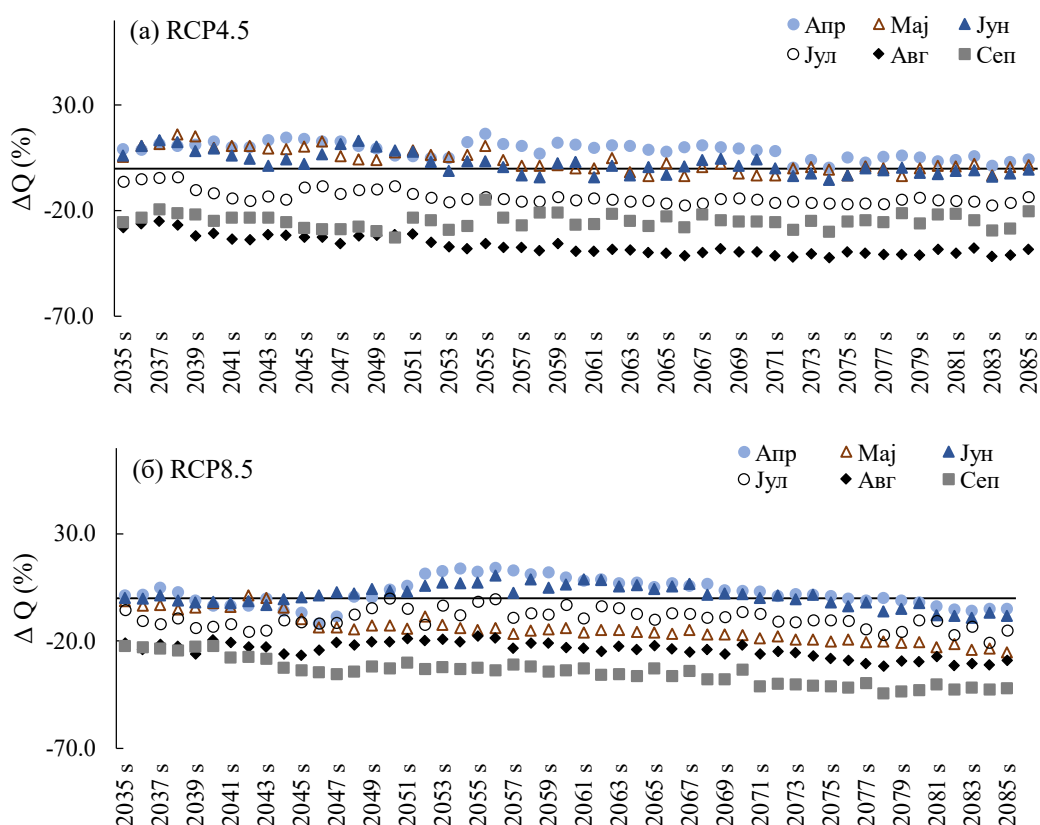 (а) RCP4.5
Апр Мај Јун
Јул Авг Сеп
ΔQ (%)
30.0
-20.0
-70.0
2035 s 2037 s 2039 s 2041 s 2043 s 2045 s 2047 s 2049 s 2051 s 2053 s 2055 s 2057 s 2059 s 2061 s 2063 s 2065 s 2067 s 2069 s 2071 s 2073 s 2075 s 2077 s 2079 s 2081 s 2083 s 2085 s
(б) RCP8.5
Апр Мај Јун
Јул Авг Сеп
Δ Q (%)
30.0
-20.0
-70.0
2035 s 2037 s 2039 s 2041 s 2043 s 2045 s 2047 s 2049 s 2051 s 2053 s 2055 s 2057 s 2059 s 2061 s 2063 s 2065 s 2067 s 2069 s 2071 s 2073 s 2075 s 2077 s 2079 s 2081 s 2083 s 2085 s